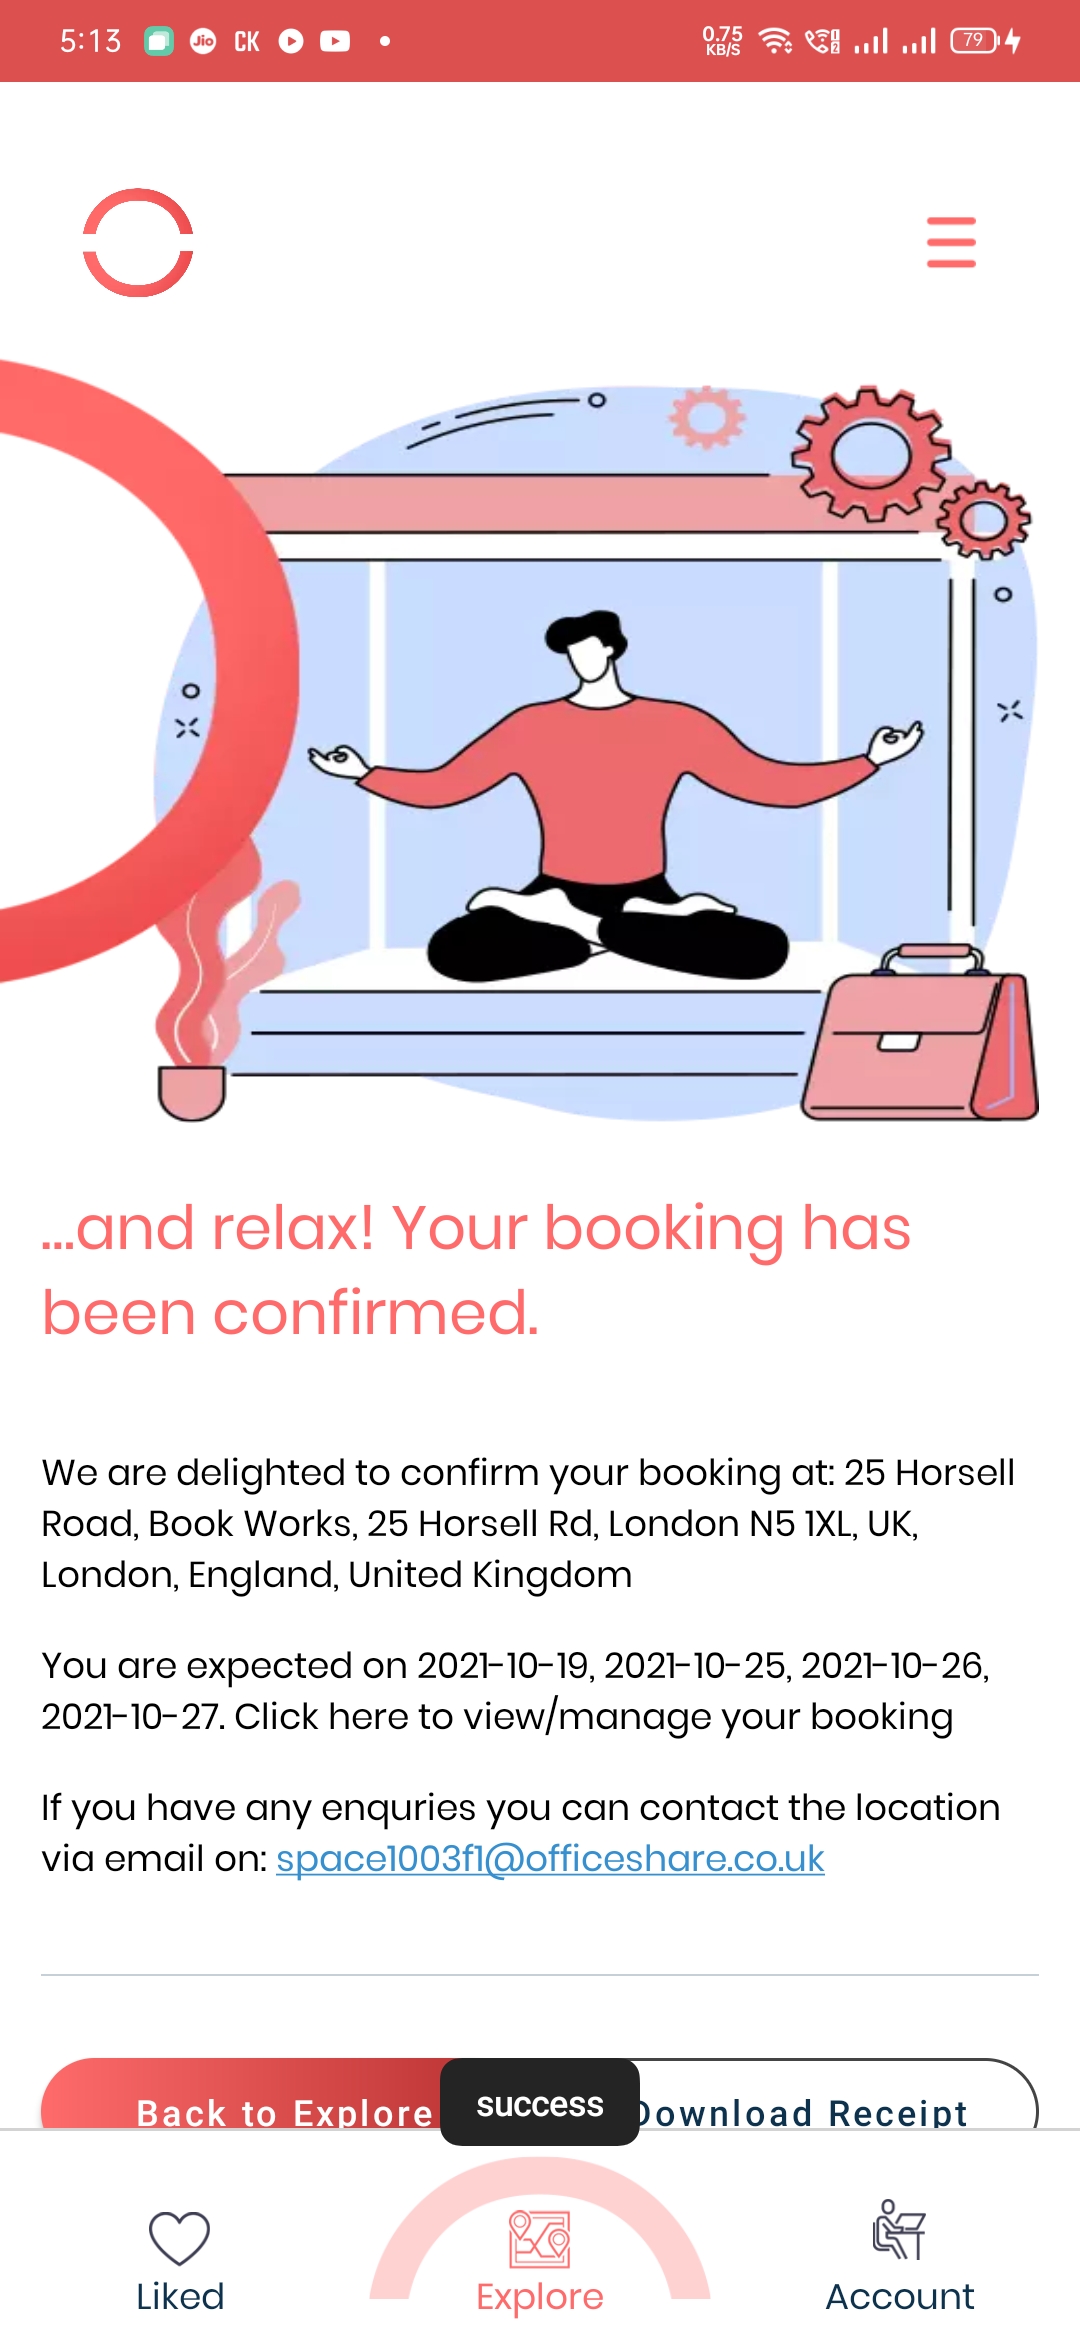 5:13 Jio CK 0.75 KB/S 1 2 79
...and relax! Your booking has
been confirmed.
We are delighted to confirm your booking at: 25 Horsell
Road, Book Works, 25 Horsell Rd, London N5 1XL, UK,
London, England, United Kingdom
You are expected on 2021-10-19, 2021-10-25, 2021-10-26,
2021-10-27. Click here to view/manage your booking
If you have any enquries you can contact the location
via email on: space1003f1@officeshare.co.uk
Back to Explore success Download Receipt
Liked Explore Account